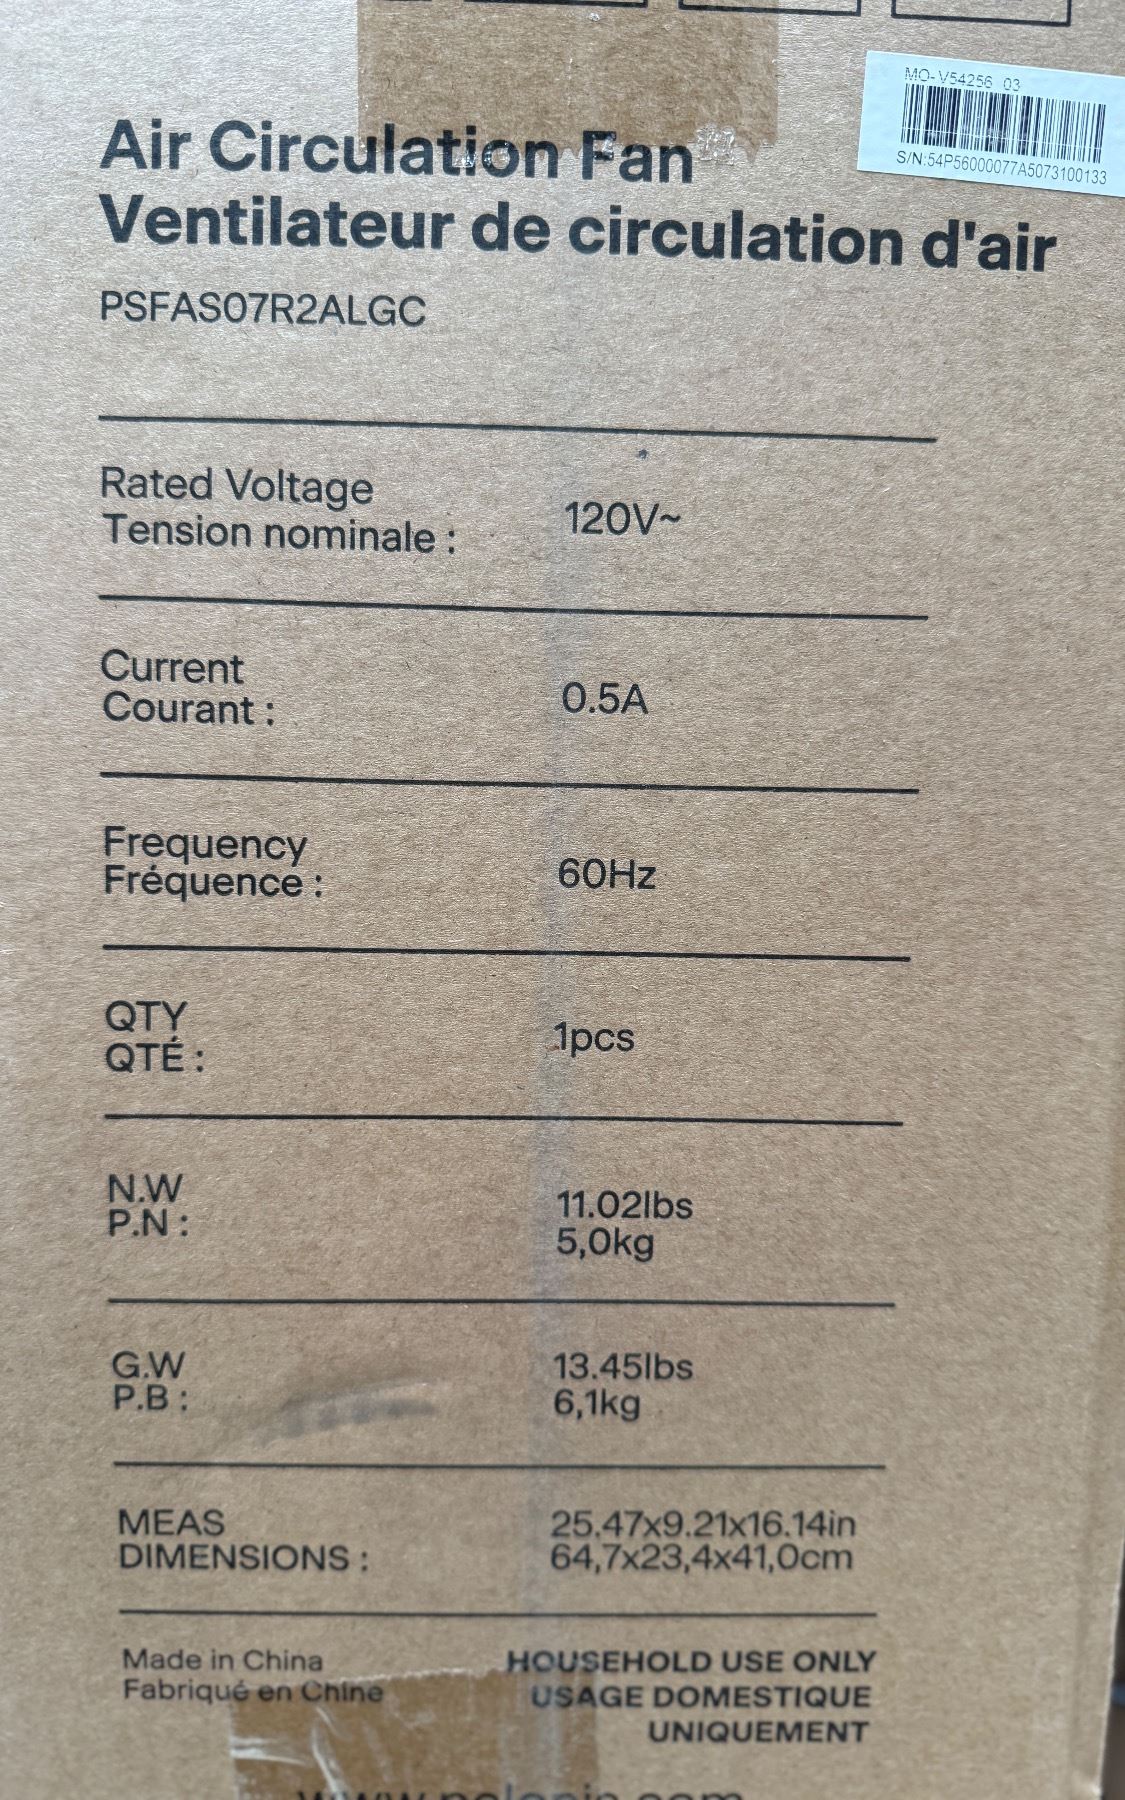 MO-V54256 03
S/N:54P56000077A5073100133
Air Circulation Fan
Ventilateur de circulation d'air
PSFAS07R2ALGC
Rated Voltage
Tension nominale :
120V~
Current
Courant :
0.5A
Frequency
Fréquence :
60Hz
QTY
QTÉ :
1pcs
N.W
P.N :
11.02lbs
5,0kg
G.W
P.B :
13.45lbs
6,1kg
MEAS
DIMENSIONS :
25.47x9.21x16.14in
64,7x23,4x41,0cm
Made in China
Fabriqué en Chine
HOUSEHOLD USE ONLY
USAGE DOMESTIQUE
UNIQUEMENT